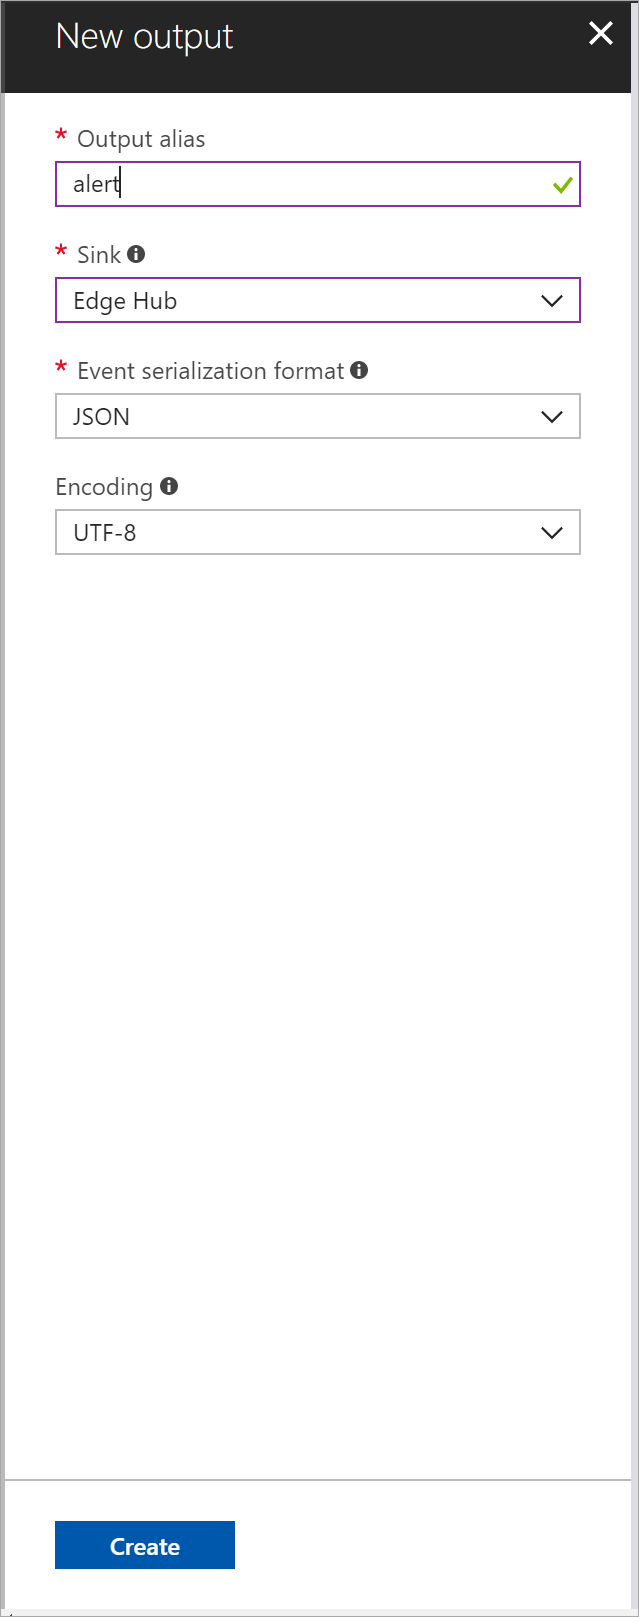 New output
* Output alias
alert
* Sink
Edge Hub
* Event serialization format
JSON
Encoding
UTF-8
Create